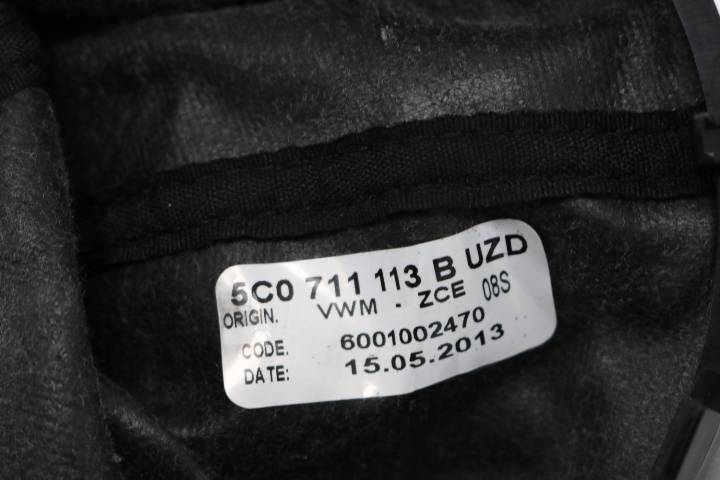 5C0 711 113 B UZD
ORIGIN. VWM - ZCE 08S
CODE. 6001002470
DATE: 15.05.2013